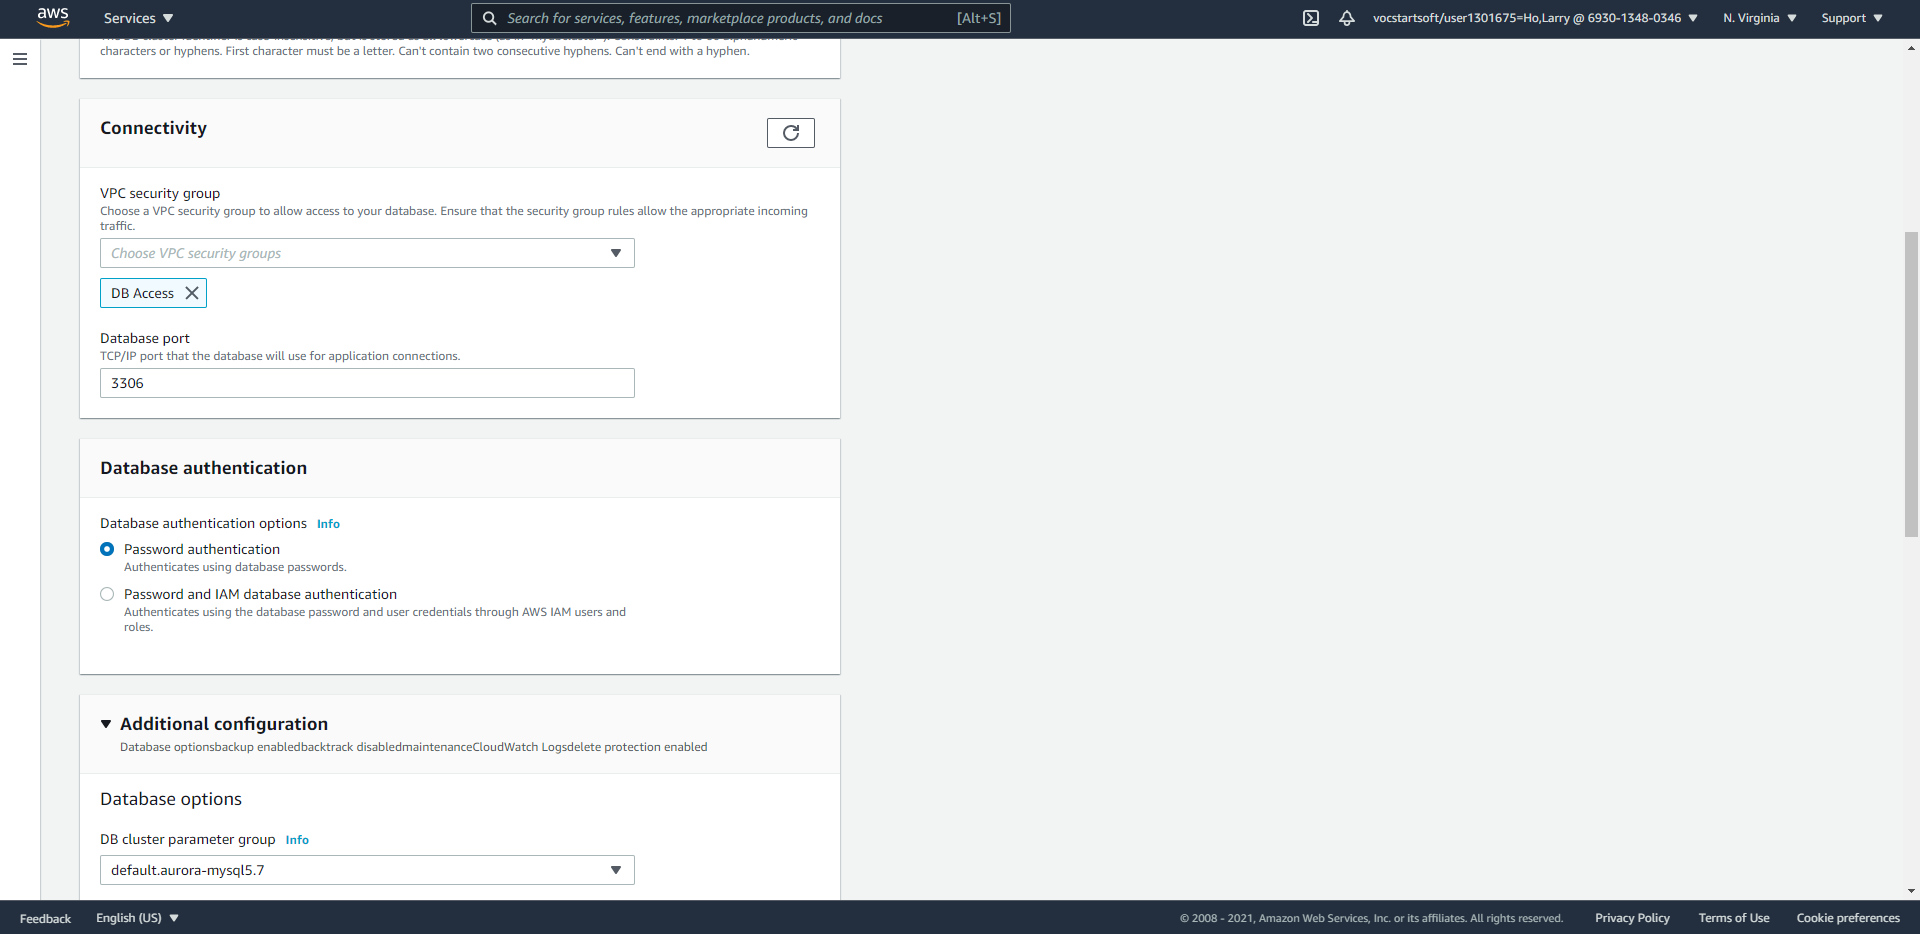 aws
Services
Search for services, features, marketplace products, and docs
[Alt+S]
vocstartsoft/user1301675=Ho,Larry @ 6930-1348-0346
N. Virginia
Support
characters or hyphens. First character must be a letter. Can't contain two consecutive hyphens. Can't end with a hyphen.
Connectivity
VPC security group
Choose a VPC security group to allow access to your database. Ensure that the security group rules allow the appropriate incoming
traffic.
Choose VPC security groups
DB Access
Database port
TCP/IP port that the database will use for application connections.
3306
Database authentication
Database authentication options Info
Password authentication
Authenticates using database passwords.
Password and IAM database authentication
Authenticates using the database password and user credentials through AWS IAM users and
roles.
Additional configuration
Database optionsbackup enabledbacktrack disabledmaintenanceCloudWatch Logsdelete protection enabled
Database options
DB cluster parameter group Info
default.aurora-mysql5.7
Feedback
English (US)
© 2008 - 2021, Amazon Web Services, Inc. or its affiliates. All rights reserved.
Privacy Policy
Terms of Use
Cookie preferences